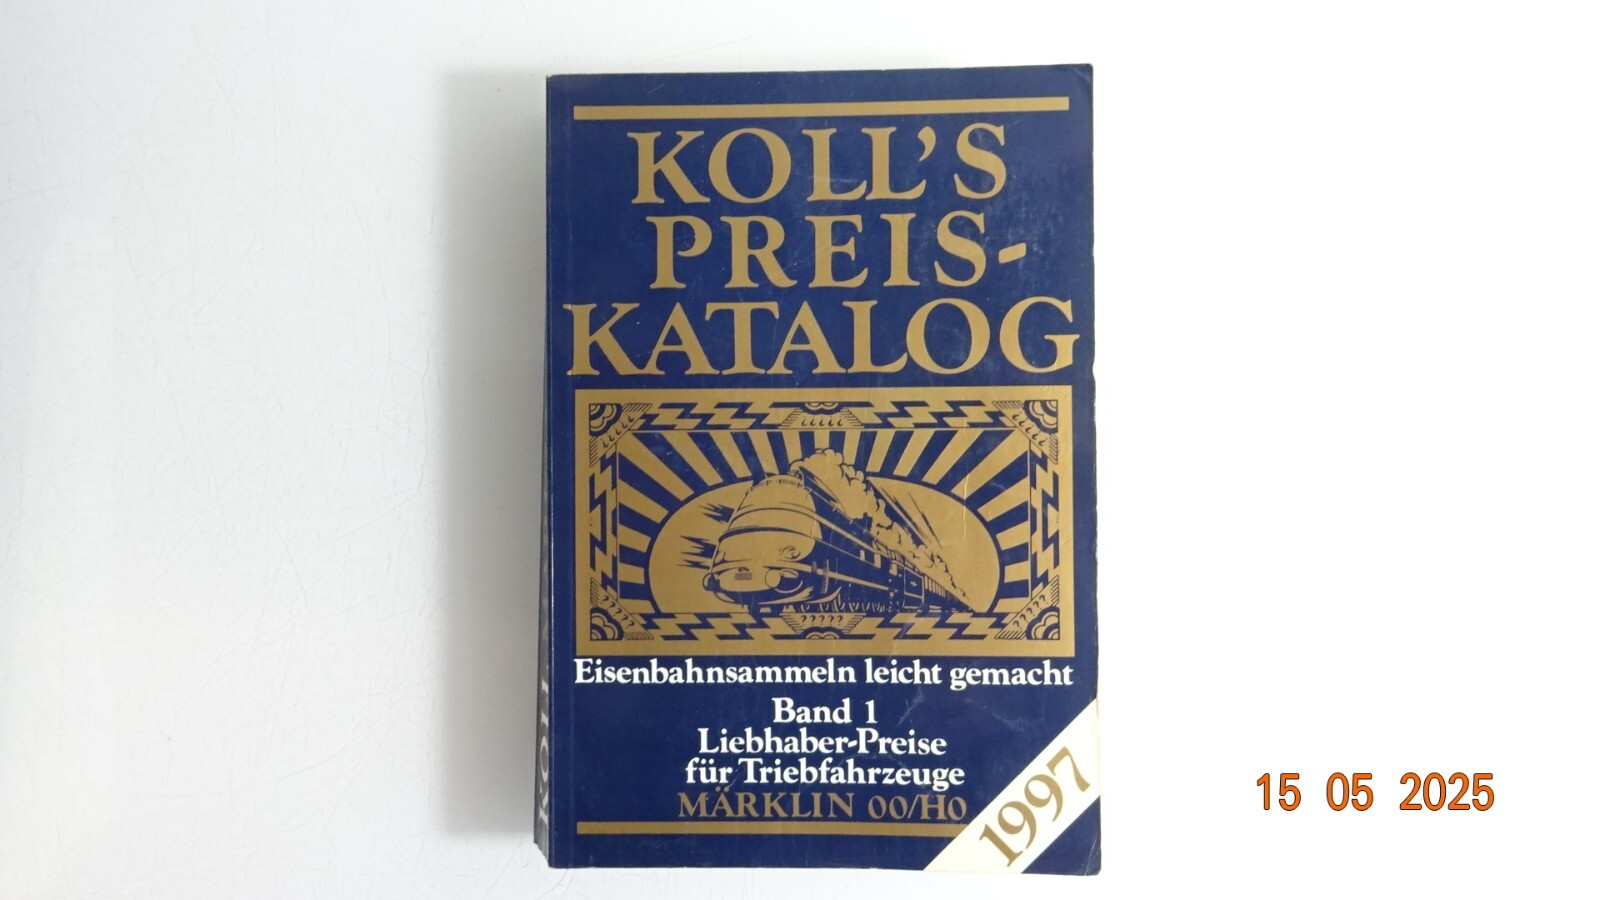 KOLL'S
PREIS-
KATALOG
Eisenbahnsammeln leicht gemacht
Band 1
Liebhaber-Preise
für Triebfahrzeuge
MÄRKLIN 00/H0
1997
15 05 2025